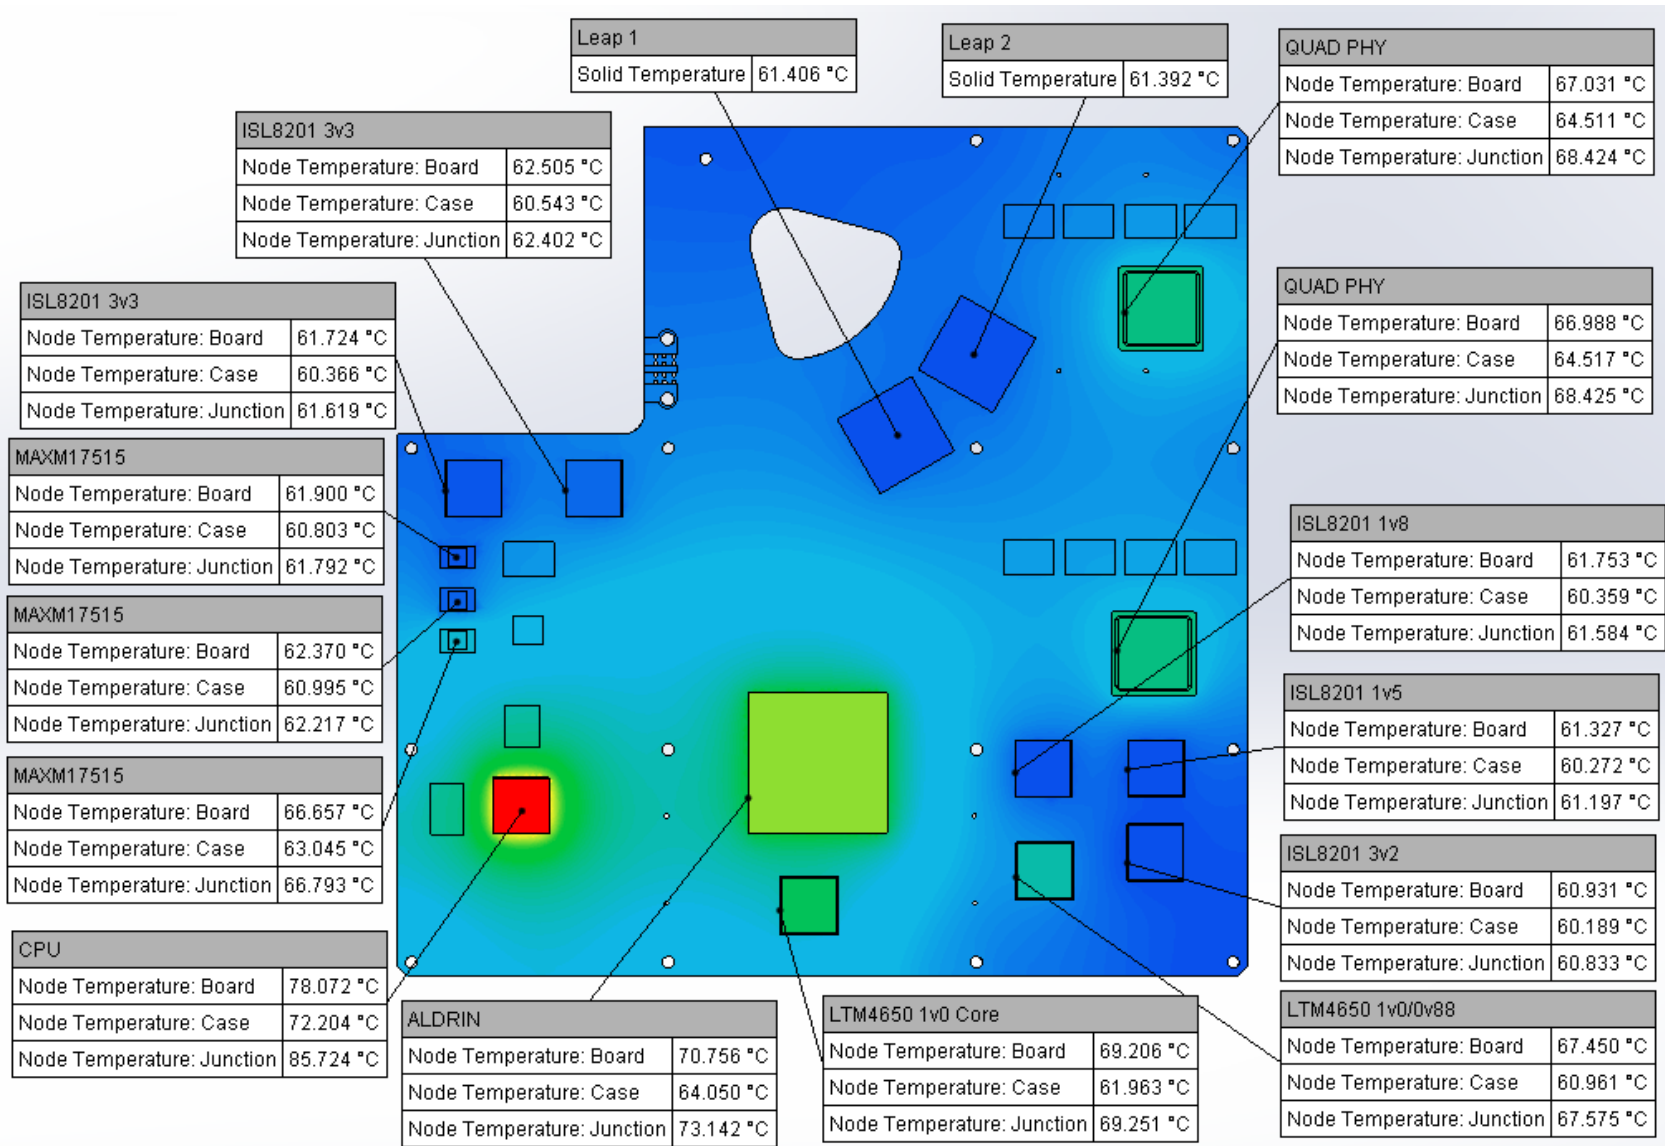 Leap 1
Solid Temperature 61.406 °C
Leap 2
Solid Temperature 61.392 °C
QUAD PHY
Node Temperature: Board 67.031 °C
Node Temperature: Case 64.511 °C
Node Temperature: Junction 68.424 °C
ISL8201 3v3
Node Temperature: Board 62.505 °C
Node Temperature: Case 60.543 °C
Node Temperature: Junction 62.402 °C
QUAD PHY
Node Temperature: Board 66.988 °C
Node Temperature: Case 64.517 °C
Node Temperature: Junction 68.425 °C
ISL8201 3v3
Node Temperature: Board 61.724 °C
Node Temperature: Case 60.366 °C
Node Temperature: Junction 61.619 °C
MAXM17515
Node Temperature: Board 61.900 °C
Node Temperature: Case 60.803 °C
Node Temperature: Junction 61.792 °C
ISL8201 1v8
Node Temperature: Board 61.753 °C
Node Temperature: Case 60.359 °C
Node Temperature: Junction 61.584 °C
MAXM17515
Node Temperature: Board 62.370 °C
Node Temperature: Case 60.995 °C
Node Temperature: Junction 62.217 °C
ISL8201 1v5
Node Temperature: Board 61.327 °C
Node Temperature: Case 60.272 °C
Node Temperature: Junction 61.197 °C
MAXM17515
Node Temperature: Board 66.657 °C
Node Temperature: Case 63.045 °C
Node Temperature: Junction 66.793 °C
ISL8201 3v2
Node Temperature: Board 60.931 °C
Node Temperature: Case 60.189 °C
Node Temperature: Junction 60.833 °C
CPU
Node Temperature: Board 78.072 °C
Node Temperature: Case 72.204 °C
Node Temperature: Junction 85.724 °C
ALDRIN
Node Temperature: Board 70.756 °C
Node Temperature: Case 64.050 °C
Node Temperature: Junction 73.142 °C
LTM4650 1v0 Core
Node Temperature: Board 69.206 °C
Node Temperature: Case 61.963 °C
Node Temperature: Junction 69.251 °C
LTM4650 1v0/0v88
Node Temperature: Board 67.450 °C
Node Temperature: Case 60.961 °C
Node Temperature: Junction 67.575 °C